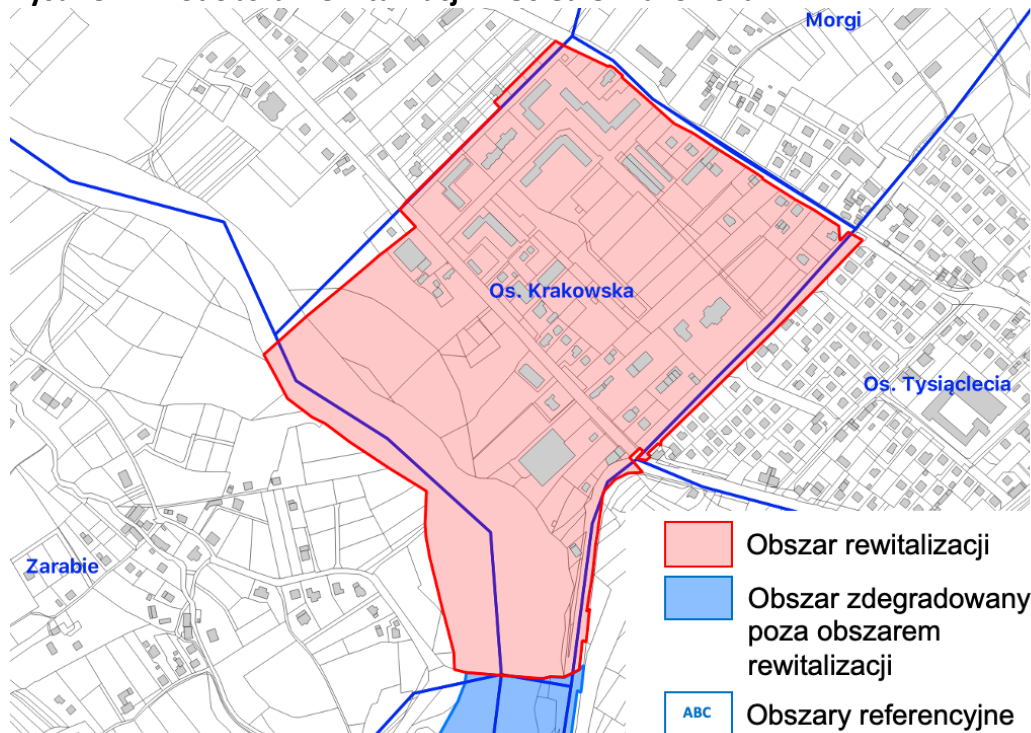 Morgi
Os. Krakowska
Os. Tysiąclecia
Zarabie
Obszar rewitalizacji
Obszar zdegradowany
poza obszarem
rewitalizacji
ABC
Obszary referencyjne